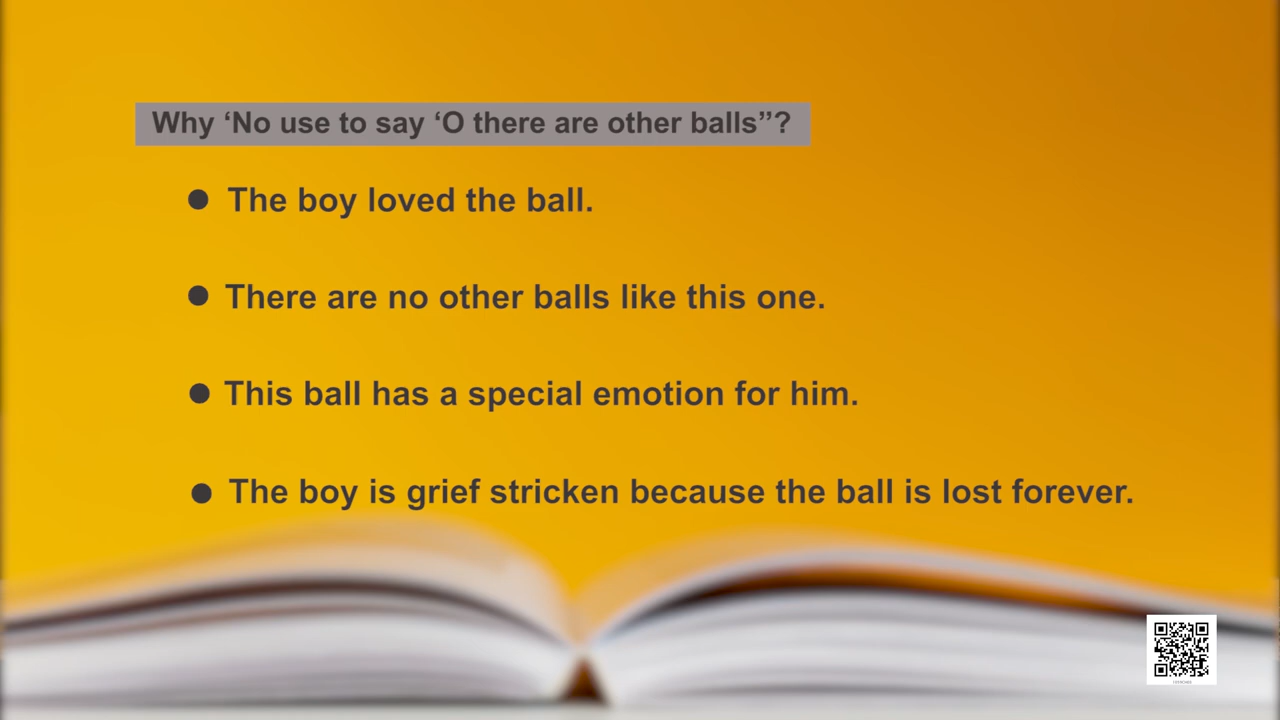 Why ‘No use to say ‘O there are other balls”?
● The boy loved the ball.
● There are no other balls like this one.
● This ball has a special emotion for him.
● The boy is grief stricken because the ball is lost forever.